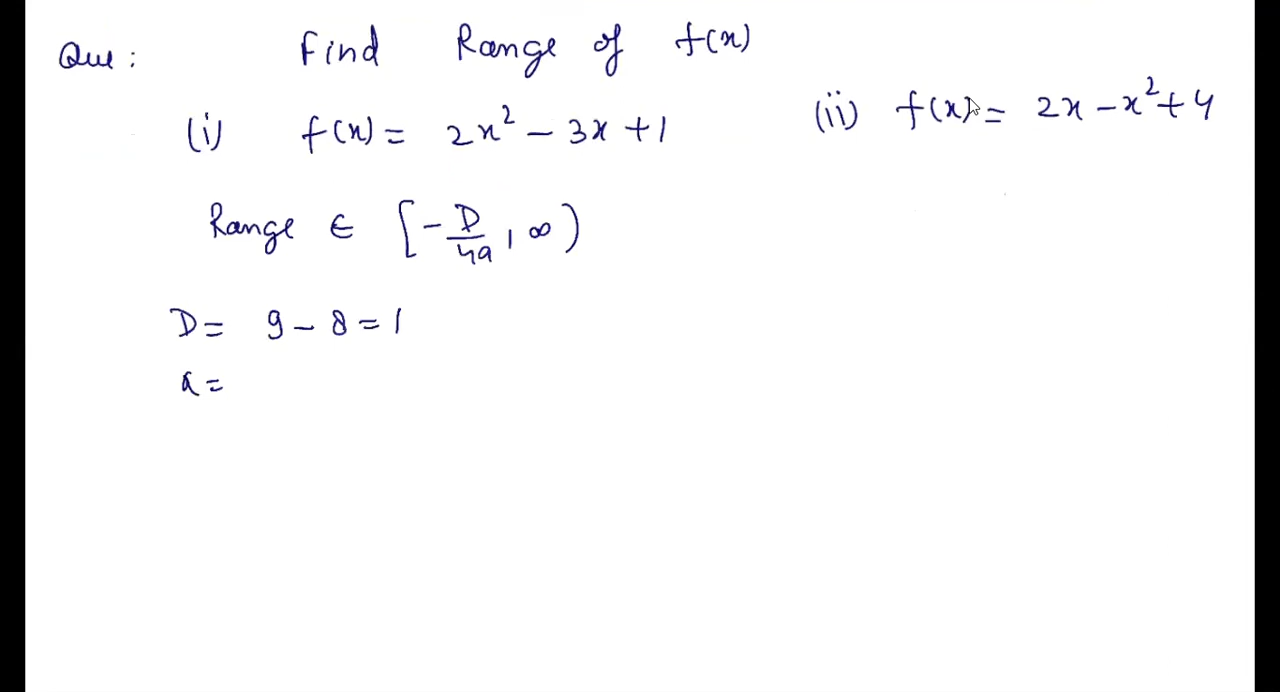 Que : Find Range of f(x)
(i) f(x) = 2x² – 3x + 1
(ii) f(x) = 2x – x² + 4
Range ∈ [-D/4a, ∞)
D = 9 – 8 = 1
a =